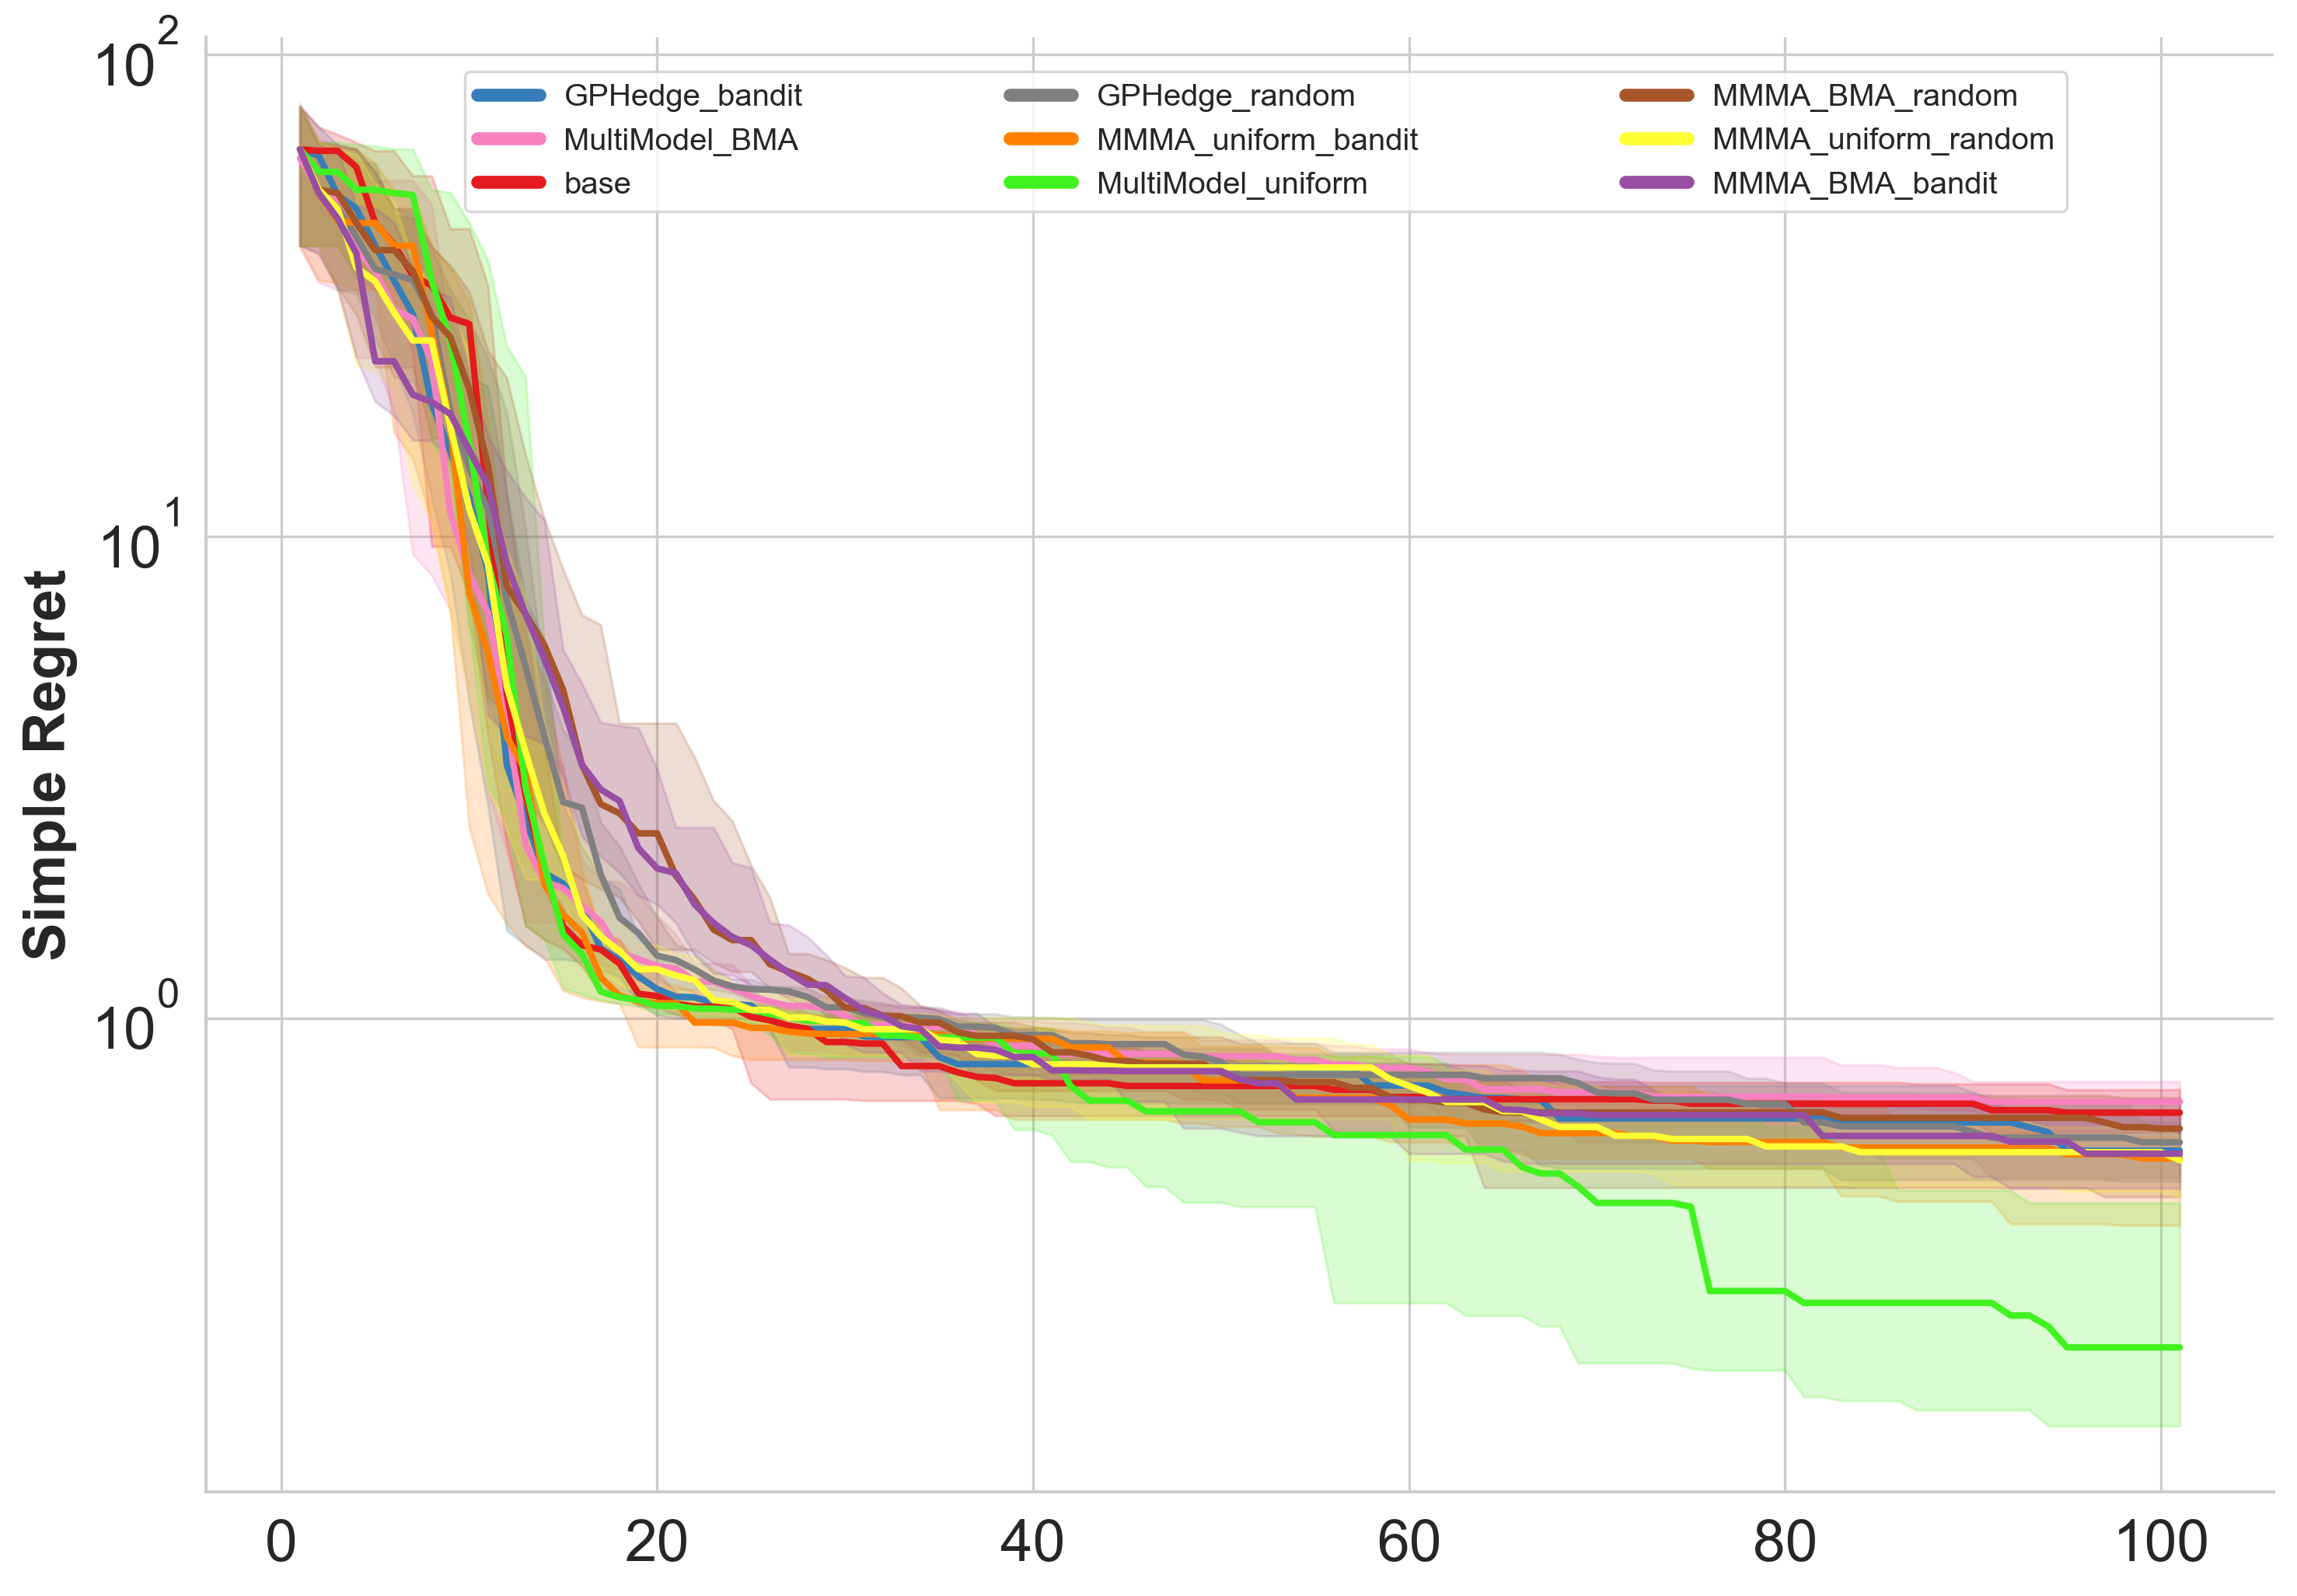 10^2
GPHedge_bandit GPHedge_random MMMA_BMA_random
MultiModel_BMA MMMA_uniform_bandit MMMA_uniform_random
base MultiModel_uniform MMMA_BMA_bandit
10^1
Simple Regret
10^0
0 20 40 60 80 100